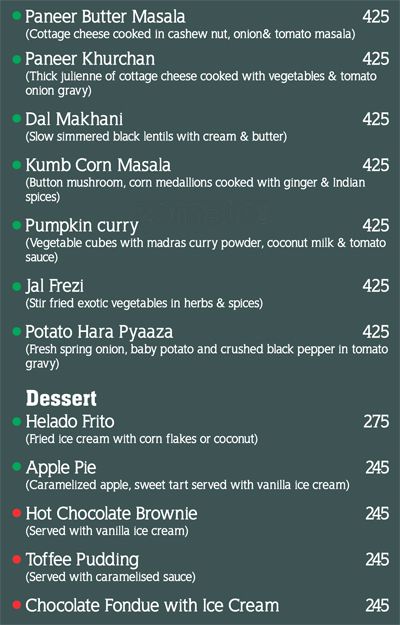 Paneer Butter Masala 425
(Cottage cheese cooked in cashew nut, onion& tomato masala)
Paneer Khurchan 425
(Thick julienne of cottage cheese cooked with vegetables & tomato
onion gravy)
Dal Makhani 425
(Slow simmered black lentils with cream & butter)
Kumb Corn Masala 425
(Button mushroom, corn medallions cooked with ginger & Indian
spices)
Pumpkin curry 425
(Vegetable cubes with madras curry powder, coconut milk & tomato
sauce)
Jal Frezi 425
(Stir fried exotic vegetables in herbs & spices)
Potato Hara Pyaaza 425
(Fresh spring onion, baby potato and crushed black pepper in tomato
gravy)
Dessert
Helado Frito 275
(Fried ice cream with corn flakes or coconut)
Apple Pie 245
(Caramelized apple, sweet tart served with vanilla ice cream)
Hot Chocolate Brownie 245
(Served with vanilla ice cream)
Toffee Pudding 245
(Served with caramelised sauce)
Chocolate Fondue with Ice Cream 245